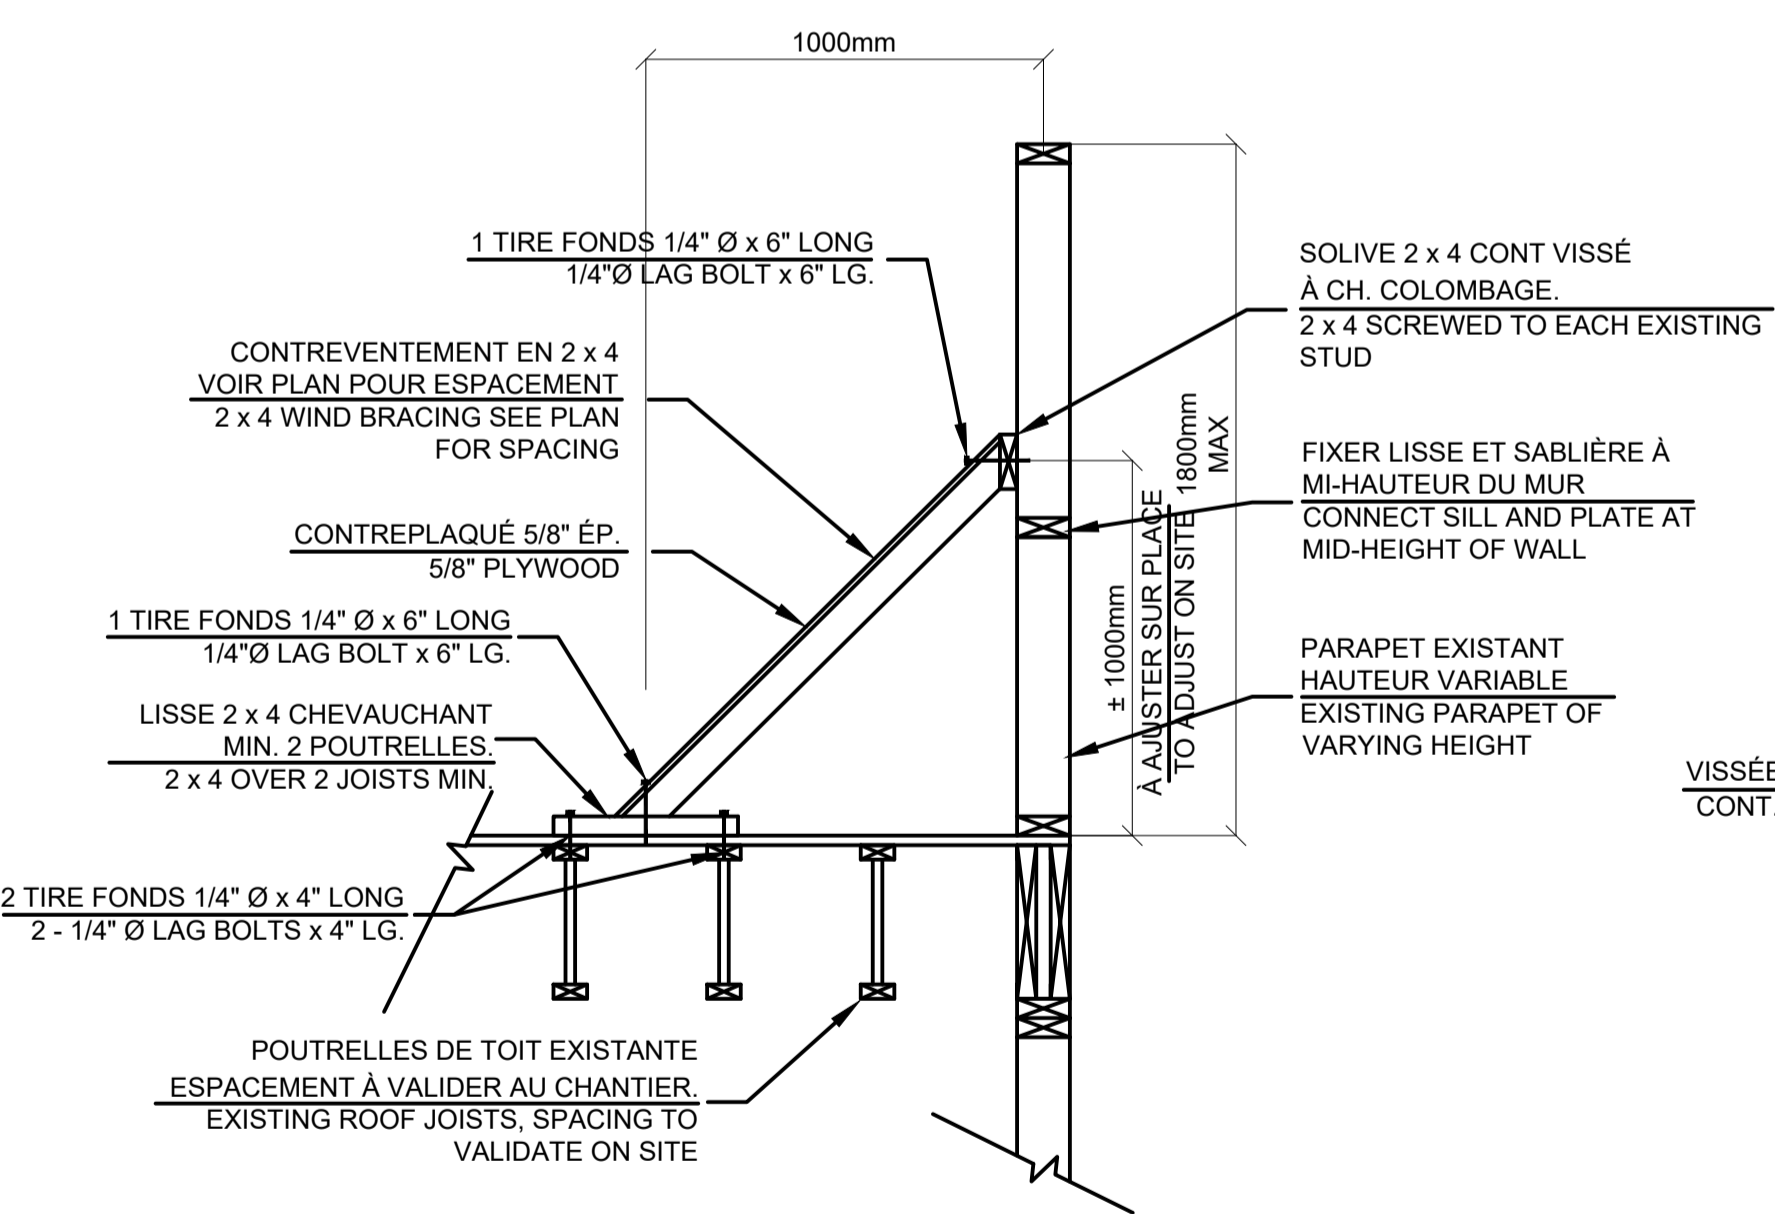 1000mm
1 TIRE FONDS 1/4" Ø x 6" LONG
1/4"Ø LAG BOLT x 6" LG.
CONTREVENTEMENT EN 2 x 4
VOIR PLAN POUR ESPACEMENT
2 x 4 WIND BRACING SEE PLAN
FOR SPACING
CONTREPLAQUÉ 5/8" ÉP.
5/8" PLYWOOD
1 TIRE FONDS 1/4" Ø x 6" LONG
1/4"Ø LAG BOLT x 6" LG.
LISSE 2 x 4 CHEVAUCHANT
MIN. 2 POUTRELLES.
2 x 4 OVER 2 JOISTS MIN.
2 TIRE FONDS 1/4" Ø x 4" LONG
2 - 1/4" Ø LAG BOLTS x 4" LG.
POUTRELLES DE TOIT EXISTANTE
ESPACEMENT À VALIDER AU CHANTIER.
EXISTING ROOF JOISTS, SPACING TO
VALIDATE ON SITE
± 1000mm
À AJUSTER SUR PLACE
TO ADJUST ON SITE
1800mm
MAX
SOLIVE 2 x 4 CONT VISSÉ
À CH. COLOMBAGE.
2 x 4 SCREWED TO EACH EXISTING
STUD
FIXER LISSE ET SABLIÈRE À
MI-HAUTEUR DU MUR
CONNECT SILL AND PLATE AT
MID-HEIGHT OF WALL
PARAPET EXISTANT
HAUTEUR VARIABLE
EXISTING PARAPET OF
VARYING HEIGHT
VISSÉE
CONT.